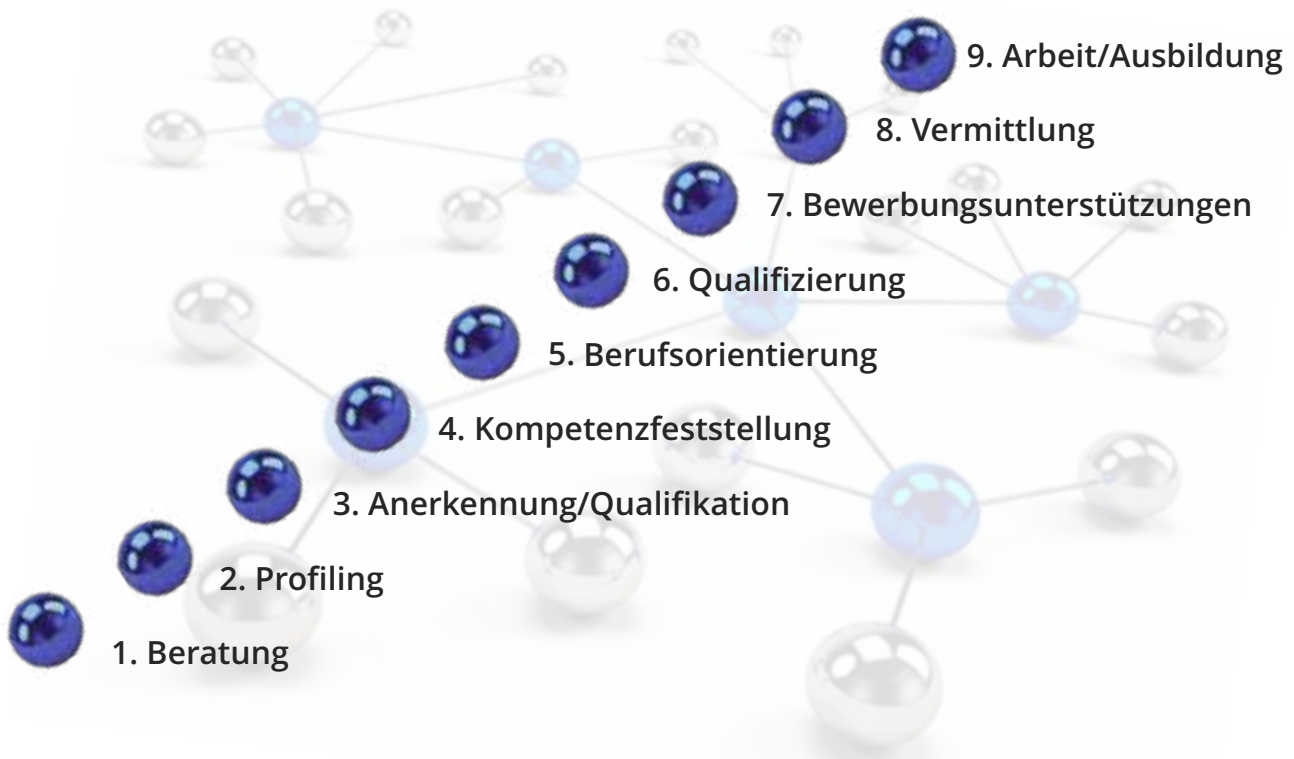 9. Arbeit/Ausbildung
8. Vermittlung
7. Bewerbungsunterstützungen
6. Qualifizierung
5. Berufsorientierung
4. Kompetenzfeststellung
3. Anerkennung/Qualifikation
2. Profiling
1. Beratung